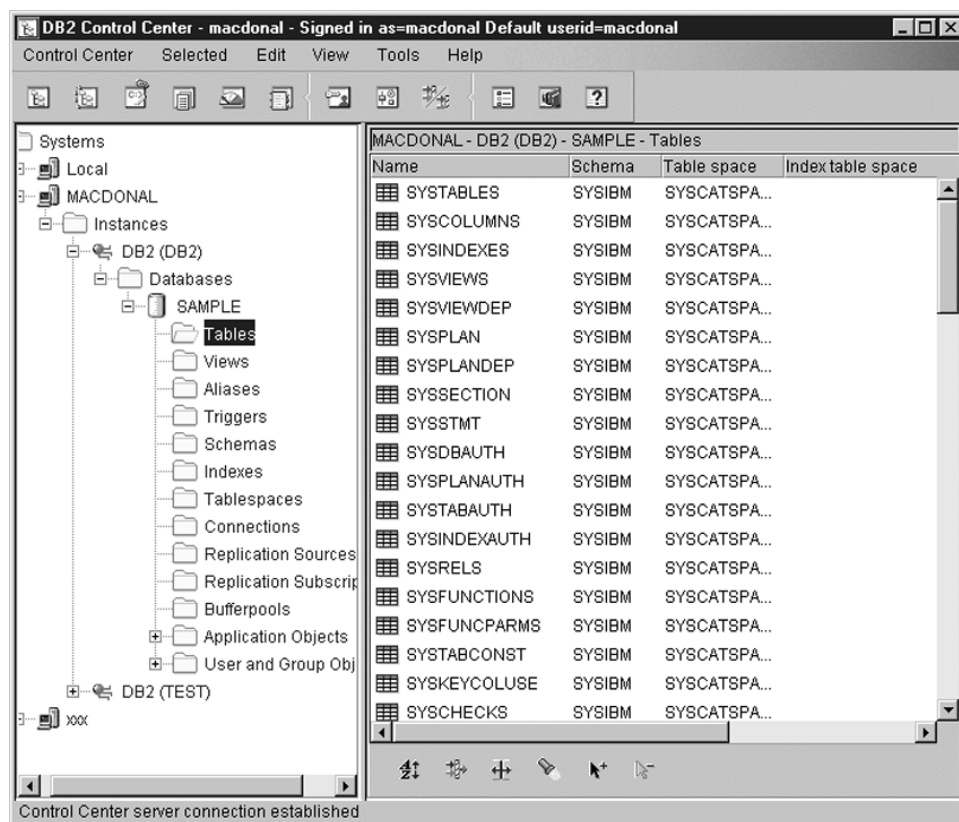 DB2 Control Center - macdonal - Signed in as=macdonal Default userid=macdonal
Control Center Selected Edit View Tools Help
Systems
Local
MACDONAL
Instances
DB2 (DB2)
Databases
SAMPLE
Tables
Views
Aliases
Triggers
Schemas
Indexes
Tablespaces
Connections
Replication Sources
Replication Subscrip
Bufferpools
Application Objects
User and Group Obj
DB2 (TEST)
xxx
MACDONAL - DB2 (DB2) - SAMPLE - Tables
Name Schema Table space Index table space
SYSTABLES SYSIBM SYSCATSPA...
SYSCOLUMNS SYSIBM SYSCATSPA...
SYSINDEXES SYSIBM SYSCATSPA...
SYSVIEWS SYSIBM SYSCATSPA...
SYSVIEWDEP SYSIBM SYSCATSPA...
SYSPLAN SYSIBM SYSCATSPA...
SYSPLANDEP SYSIBM SYSCATSPA...
SYSSECTION SYSIBM SYSCATSPA...
SYSSTMT SYSIBM SYSCATSPA...
SYSDBAUTH SYSIBM SYSCATSPA...
SYSPLANAUTH SYSIBM SYSCATSPA...
SYSTABAUTH SYSIBM SYSCATSPA...
SYSINDEXAUTH SYSIBM SYSCATSPA...
SYSRELS SYSIBM SYSCATSPA...
SYSFUNCTIONS SYSIBM SYSCATSPA...
SYSFUNCPARMS SYSIBM SYSCATSPA...
SYSTABCONST SYSIBM SYSCATSPA...
SYSKEYCOLUSE SYSIBM SYSCATSPA...
SYSCHECKS SYSIBM SYSCATSPA...
Control Center server connection established